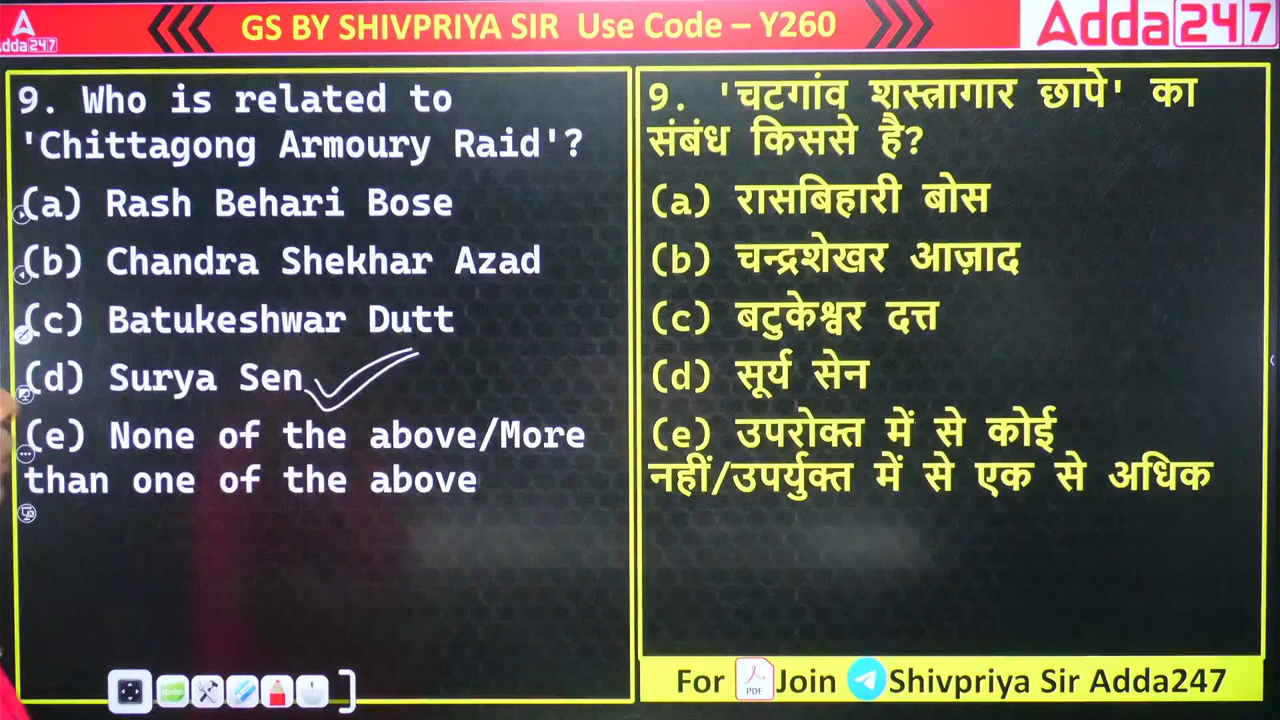 GS BY SHIVPRIYA SIR Use Code – Y260
Adda247
Adda247
9. Who is related to
'Chittagong Armoury Raid'?
(a) Rash Behari Bose
(b) Chandra Shekhar Azad
(c) Batukeshwar Dutt
(d) Surya Sen
(e) None of the above/More
than one of the above
9. 'चटगांव शस्त्रागार छापे' का
संबंध किससे है?
(a) रासबिहारी बोस
(b) चन्द्रशेखर आज़ाद
(c) बटुकेश्वर दत्त
(d) सूर्य सेन
(e) उपरोक्त में से कोई
नहीं/उपर्युक्त में से एक से अधिक
For PDF Join Shivpriya Sir Adda247